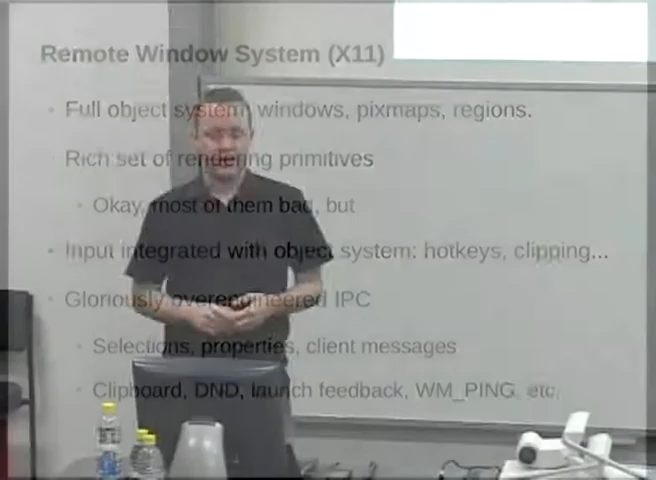 Remote Window System (X11)
Full object system: windows, pixmaps, regions.
Rich set of rendering primitives
Okay, most of them bad, but
Input integrated with object system: hotkeys, clipping...
Gloriously overengineered IPC
Selections, properties, client messages
Clipboard, DND, launch feedback, WM_PING, etc.